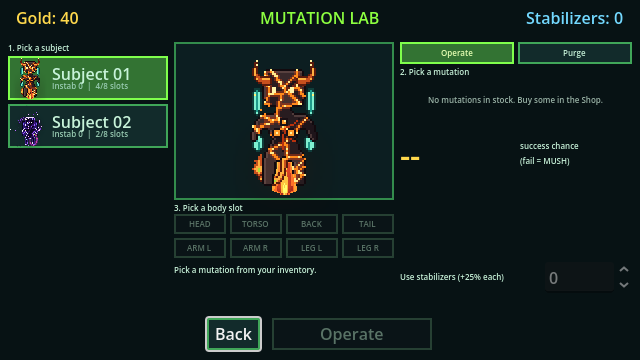 Gold: 40
MUTATION LAB
Stabilizers: 0
1. Pick a subject
Subject 01
Instab 0 | 4/8 slots
Subject 02
Instab 0 | 2/8 slots
Operate
Purge
2. Pick a mutation
No mutations in stock. Buy some in the Shop.
--
success chance
(fail = MUSH)
3. Pick a body slot
HEAD
TORSO
BACK
TAIL
ARM L
ARM R
LEG L
LEG R
Pick a mutation from your inventory.
Use stabilizers (+25% each)
0
Back
Operate